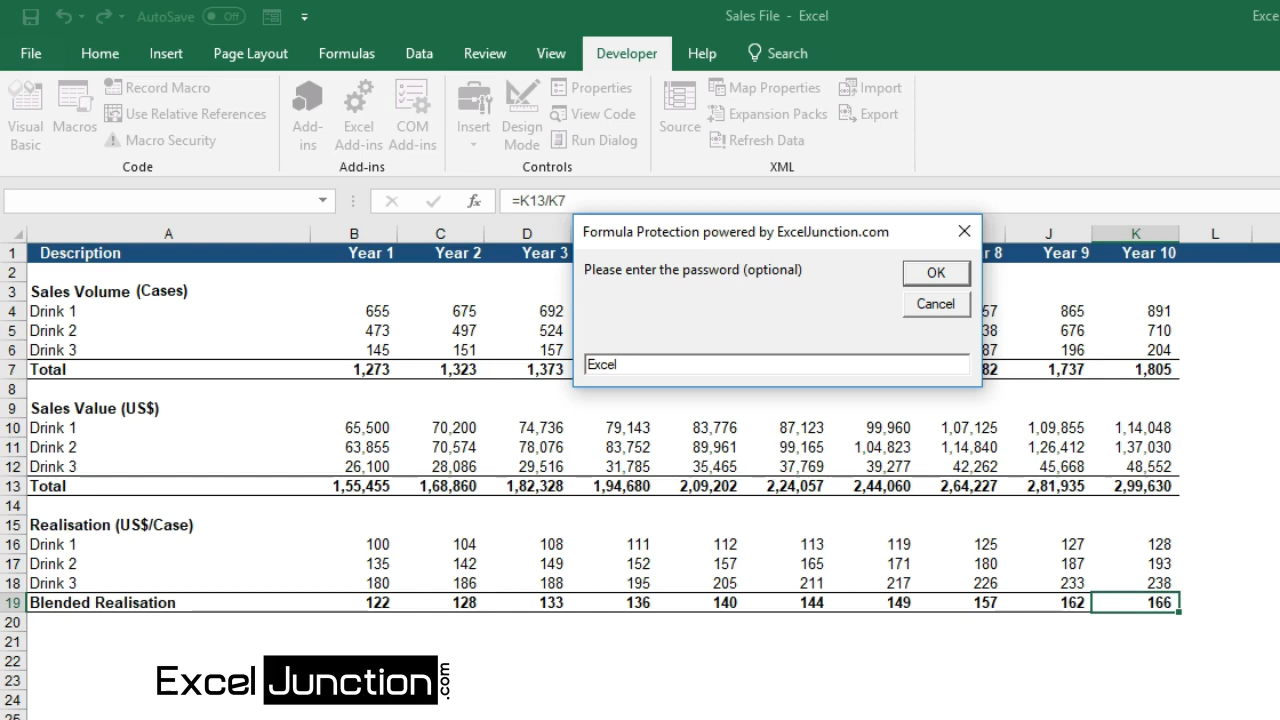 AutoSave Off Sales File - Excel Exce
File Home Insert Page Layout Formulas Data Review View Developer Help Search
Visual Basic Macros Record Macro Use Relative References Macro Security
Add-ins Excel Add-ins COM Add-ins
Insert Design Mode Properties View Code Run Dialog
Source Map Properties Expansion Packs Refresh Data Import Export
Code Add-ins Controls XML
fx =K13/K7
Formula Protection powered by ExcelJunction.com
Please enter the password (optional)
OK
Cancel
Excel
A B C D J K L
1 Description Year 1 Year 2 Year 3 r 8 Year 9 Year 10
2
3 Sales Volume (Cases)
4 Drink 1 655 675 692 57 865 891
5 Drink 2 473 497 524 38 676 710
6 Drink 3 145 151 157 87 196 204
7 Total 1,273 1,323 1,373 82 1,737 1,805
8
9 Sales Value (US$)
10 Drink 1 65,500 70,200 74,736 79,143 83,776 87,123 99,960 1,07,125 1,09,855 1,14,048
11 Drink 2 63,855 70,574 78,076 83,752 89,961 99,165 1,04,823 1,14,840 1,26,412 1,37,030
12 Drink 3 26,100 28,086 29,516 31,785 35,465 37,769 39,277 42,262 45,668 48,552
13 Total 1,55,455 1,68,860 1,82,328 1,94,680 2,09,202 2,24,057 2,44,060 2,64,227 2,81,935 2,99,630
14
15 Realisation (US$/Case)
16 Drink 1 100 104 108 111 112 113 119 125 127 128
17 Drink 2 135 142 149 152 157 165 171 180 187 193
18 Drink 3 180 186 188 195 205 211 217 226 233 238
19 Blended Realisation 122 128 133 136 140 144 149 157 162 166
20
21
22
23
24
25
Excel Junction.com